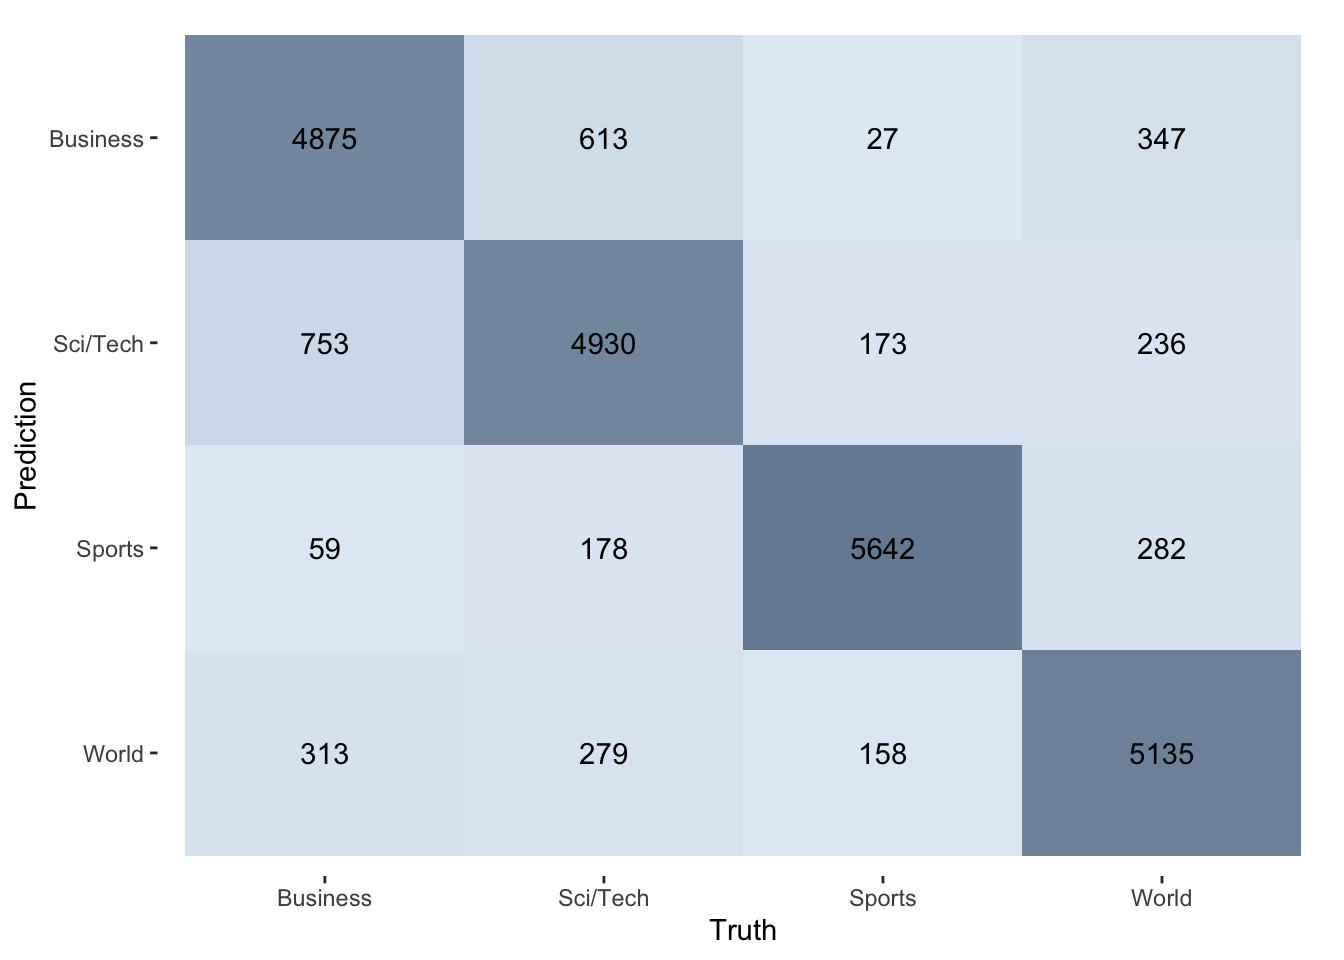 Business 4875 613 27 347
Sci/Tech 753 4930 173 236
Sports 59 178 5642 282
World 313 279 158 5135
Prediction
Business Sci/Tech Sports World
Truth